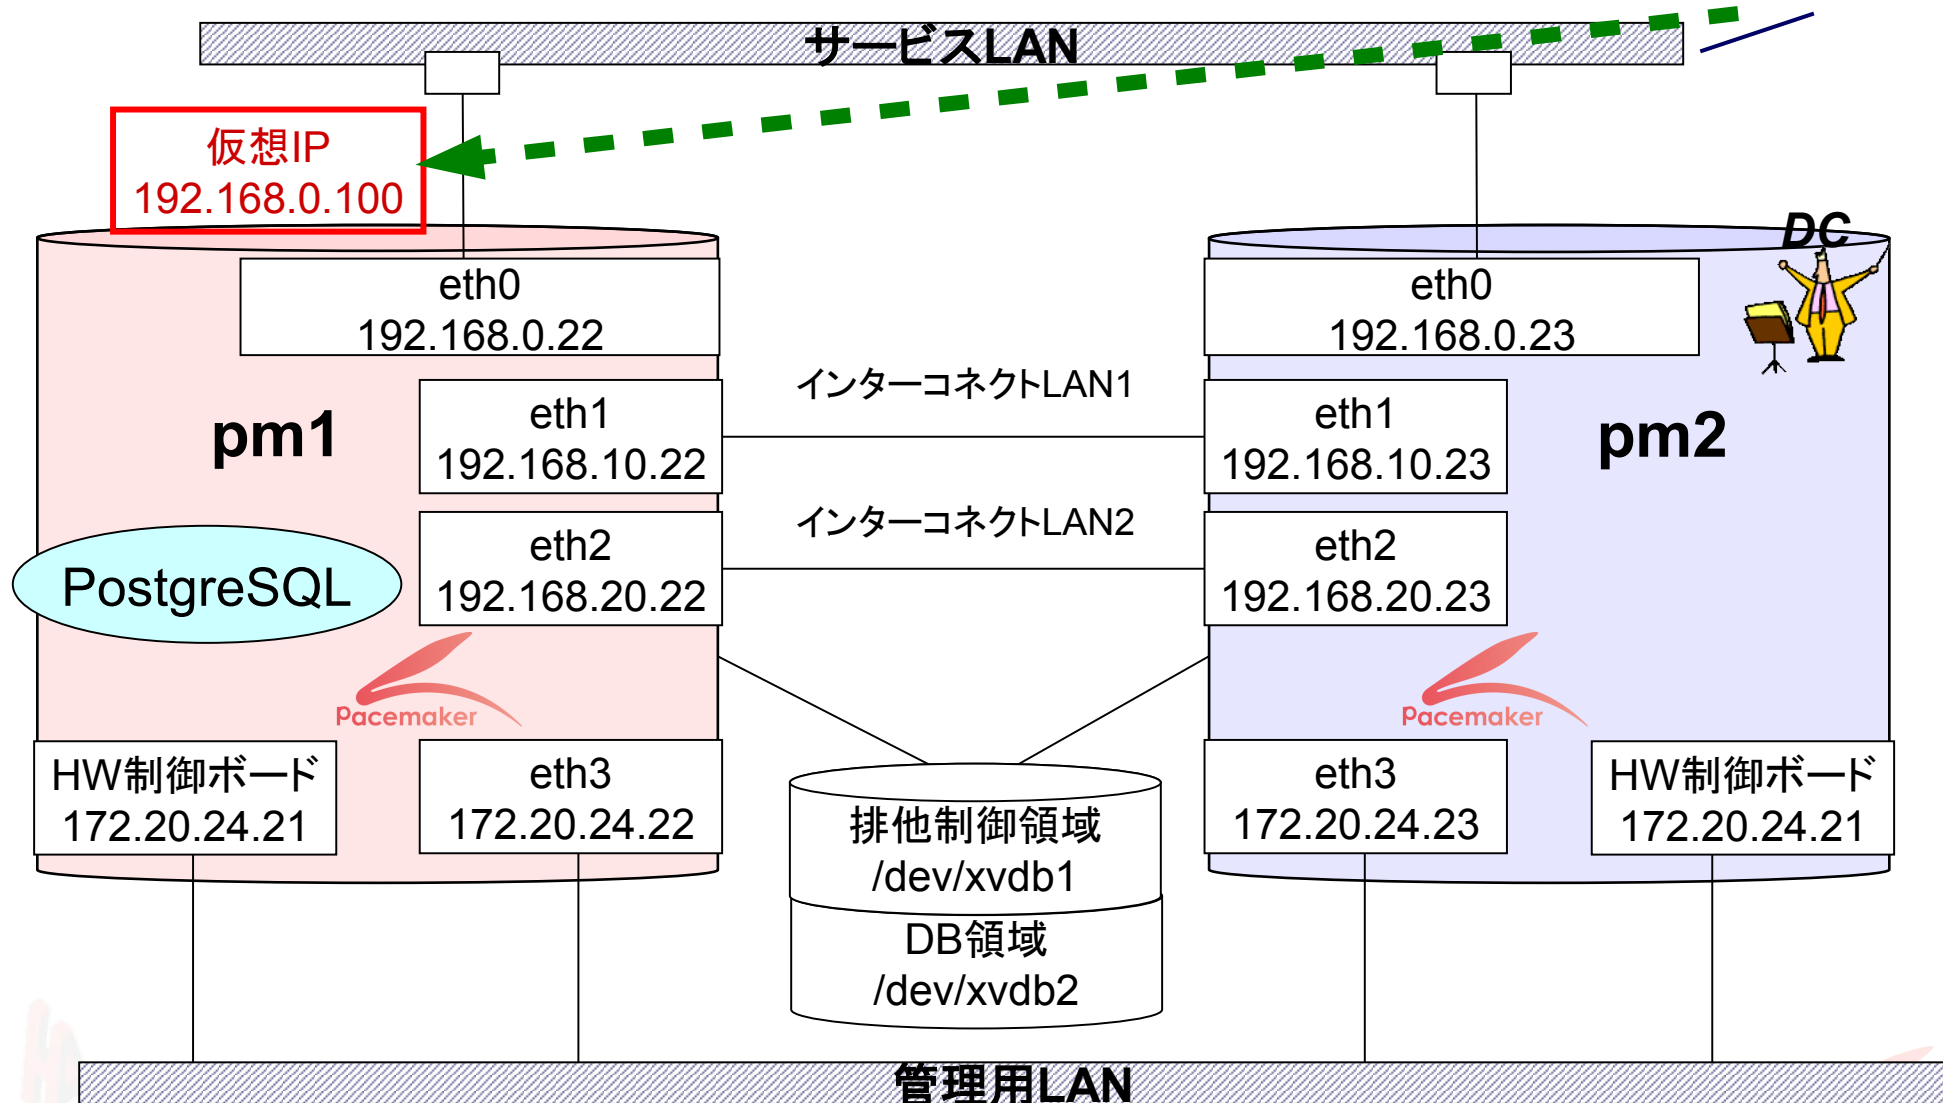 サービスLAN
仮想IP
192.168.0.100
DC
eth0
192.168.0.22
eth0
192.168.0.23
インターコネクトLAN1
pm1
eth1
192.168.10.22
eth1
192.168.10.23
pm2
インターコネクトLAN2
PostgreSQL
eth2
192.168.20.22
eth2
192.168.20.23
Pacemaker
Pacemaker
HW制御ボード
172.20.24.21
eth3
172.20.24.22
排他制御領域
/dev/xvdb1
DB領域
/dev/xvdb2
eth3
172.20.24.23
HW制御ボード
172.20.24.21
管理用LAN